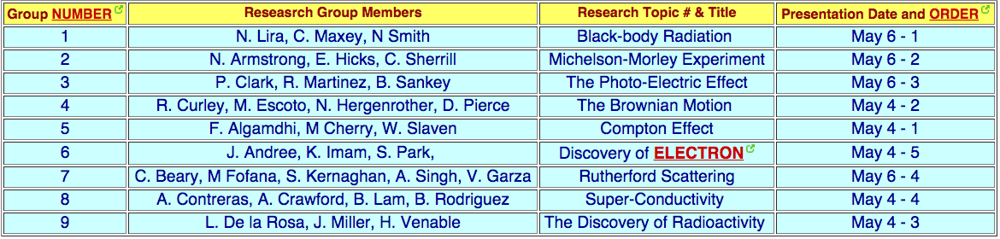 Group NUMBER Reseasrch Group Members Research Topic # & Title Presentation Date and ORDER
1 N. Lira, C. Maxey, N Smith Black-body Radiation May 6 - 1
2 N. Armstrong, E. Hicks, C. Sherrill Michelson-Morley Experiment May 6 - 2
3 P. Clark, R. Martinez, B. Sankey The Photo-Electric Effect May 6 - 3
4 R. Curley, M. Escoto, N. Hergenrother, D. Pierce The Brownian Motion May 4 - 2
5 F. Algamdhi, M Cherry, W. Slaven Compton Effect May 4 - 1
6 J. Andree, K. Imam, S. Park, Discovery of ELECTRON May 4 - 5
7 C. Beary, M Fofana, S. Kernaghan, A. Singh, V. Garza Rutherford Scattering May 6 - 4
8 A. Contreras, A. Crawford, B. Lam, B. Rodriguez Super-Conductivity May 4 - 4
9 L. De la Rosa, J. Miller, H. Venable The Discovery of Radioactivity May 4 - 3